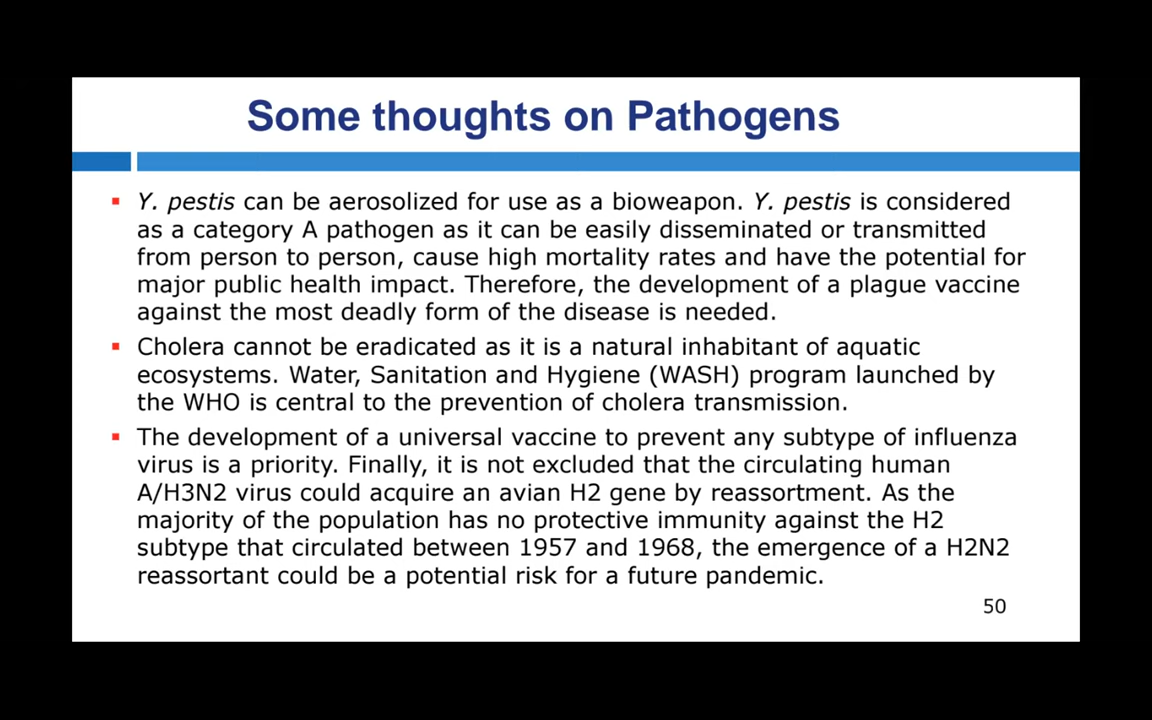 Some thoughts on Pathogens
▪ Y. pestis can be aerosolized for use as a bioweapon. Y. pestis is considered
as a category A pathogen as it can be easily disseminated or transmitted
from person to person, cause high mortality rates and have the potential for
major public health impact. Therefore, the development of a plague vaccine
against the most deadly form of the disease is needed.
▪ Cholera cannot be eradicated as it is a natural inhabitant of aquatic
ecosystems. Water, Sanitation and Hygiene (WASH) program launched by
the WHO is central to the prevention of cholera transmission.
▪ The development of a universal vaccine to prevent any subtype of influenza
virus is a priority. Finally, it is not excluded that the circulating human
A/H3N2 virus could acquire an avian H2 gene by reassortment. As the
majority of the population has no protective immunity against the H2
subtype that circulated between 1957 and 1968, the emergence of a H2N2
reassortant could be a potential risk for a future pandemic.
50